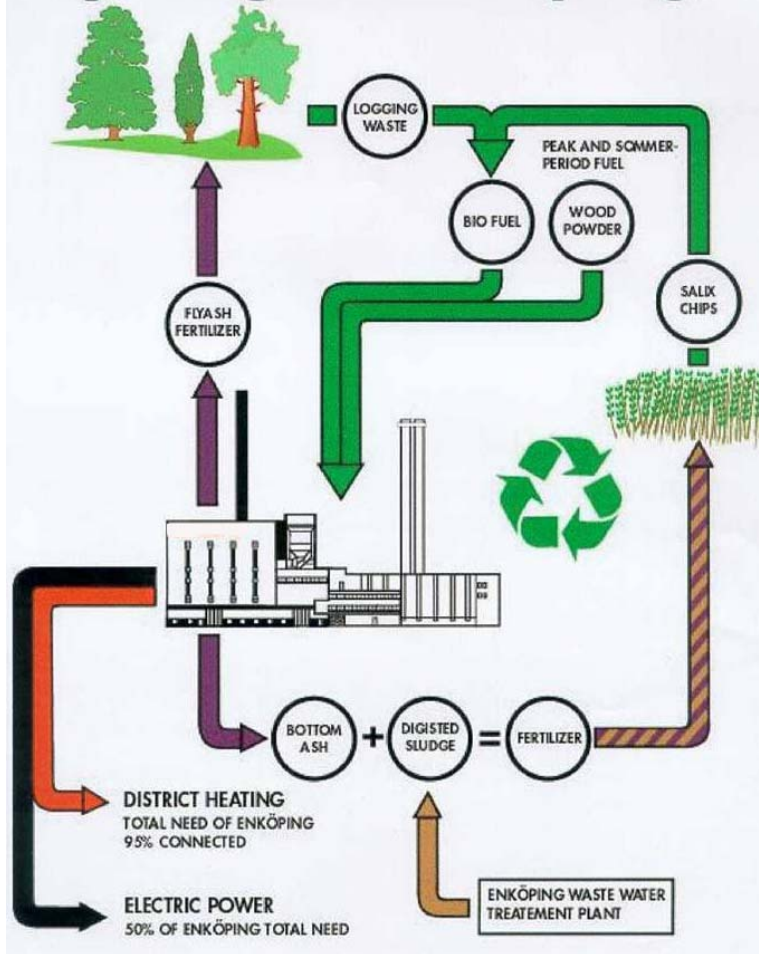 LOGGING
WASTE
PEAK AND SOMMER-
PERIOD FUEL
BIO FUEL
WOOD
POWDER
SALIX
CHIPS
FLYASH
FERTILIZER
BOTTOM
ASH
+
DIGISTED
SLUDGE
=
FERTILIZER
DISTRICT HEATING
TOTAL NEED OF ENKÖPING
95% CONNECTED
ELECTRIC POWER
50% OF ENKÖPING TOTAL NEED
ENKÖPING WASTE WATER
TREATEMENT PLANT